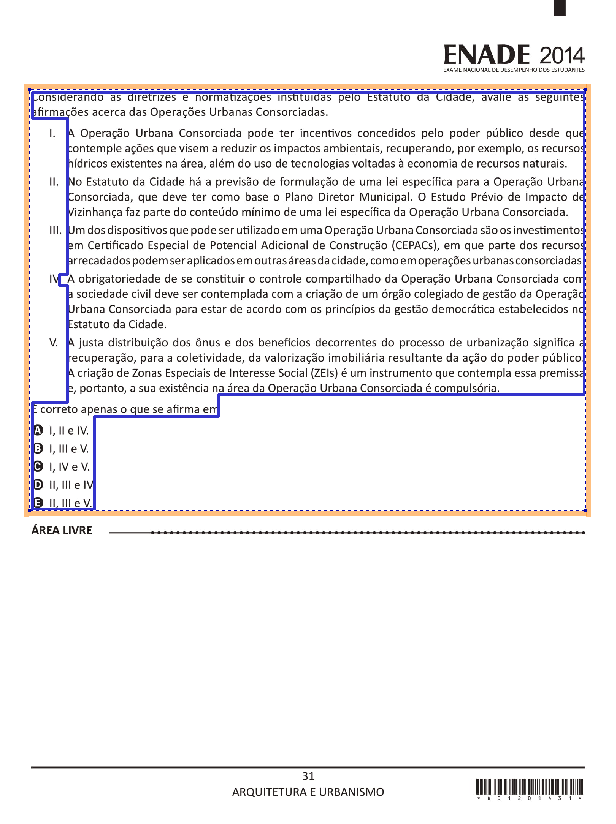 ENADE 2014
EXAME NACIONAL DE DESEMPENHO DOS ESTUDANTES
Considerando as diretrizes e normatizações instituídas pelo Estatuto da Cidade, avalie as seguintes
afirmações acerca das Operações Urbanas Consorciadas.
I. A Operação Urbana Consorciada pode ter incentivos concedidos pelo poder público desde que
contemple ações que visem a reduzir os impactos ambientais, recuperando, por exemplo, os recursos
hídricos existentes na área, além do uso de tecnologias voltadas à economia de recursos naturais.
II. No Estatuto da Cidade há a previsão de formulação de uma lei específica para a Operação Urbana
Consorciada, que deve ter como base o Plano Diretor Municipal. O Estudo Prévio de Impacto de
Vizinhança faz parte do conteúdo mínimo de uma lei específica da Operação Urbana Consorciada.
III. Um dos dispositivos que pode ser utilizado em uma Operação Urbana Consorciada são os investimentos
em Certificado Especial de Potencial Adicional de Construção (CEPACs), em que parte dos recursos
arrecadados podem ser aplicados em outras áreas da cidade, como em operações urbanas consorciadas.
IV. A obrigatoriedade de se constituir o controle compartilhado da Operação Urbana Consorciada com
a sociedade civil deve ser contemplada com a criação de um órgão colegiado de gestão da Operação
Urbana Consorciada para estar de acordo com os princípios da gestão democrática estabelecidos no
Estatuto da Cidade.
V. A justa distribuição dos ônus e dos benefícios decorrentes do processo de urbanização significa a
recuperação, para a coletividade, da valorização imobiliária resultante da ação do poder público.
A criação de Zonas Especiais de Interesse Social (ZEIs) é um instrumento que contempla essa premissa
e, portanto, a sua existência na área da Operação Urbana Consorciada é compulsória.
É correto apenas o que se afirma em
A I, II e IV.
B I, III e V.
C I, IV e V.
D II, III e IV.
E II, III e V.
ÁREA LIVRE
31
ARQUITETURA E URBANISMO